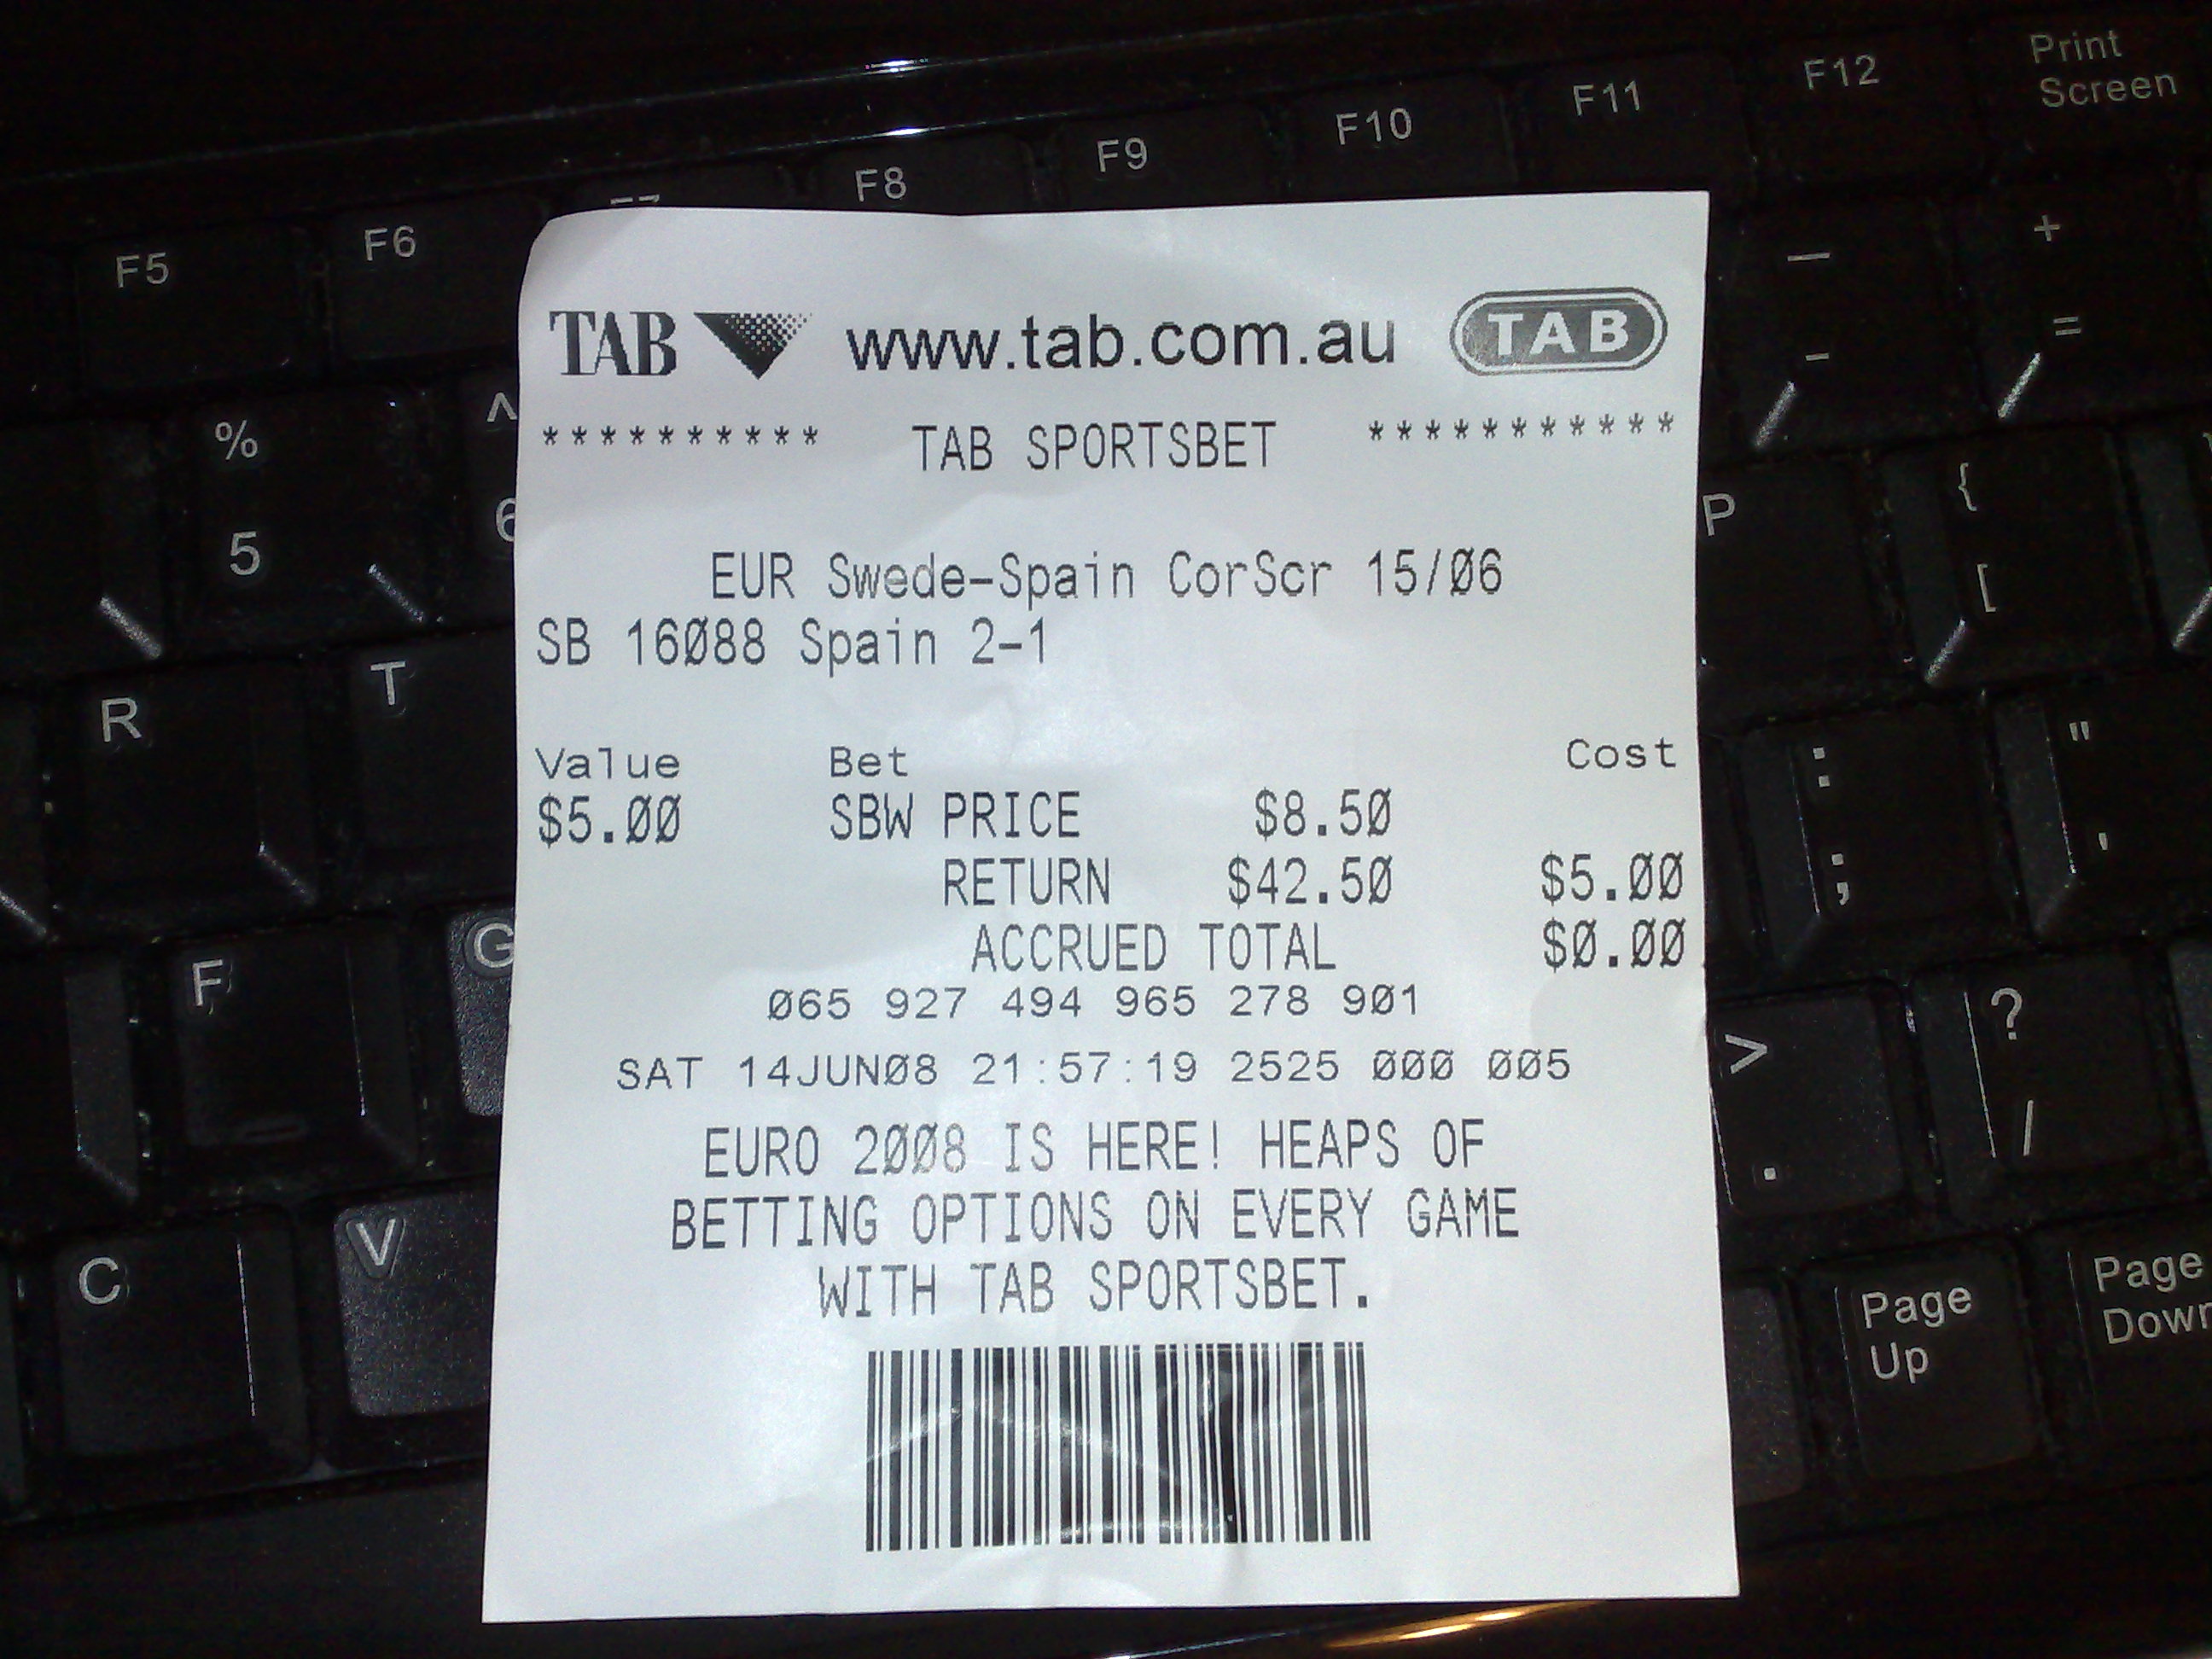 Print
Screen
F12
F11
F10
F9
F8
F6
F5
TAB www.tab.com.au TAB
********** TAB SPORTSBET ***********
EUR Swede-Spain CorScr 15/06
SB 16088 Spain 2-1
Value Bet Cost
$5.00 SBW PRICE $8.50
RETURN $42.50 $5.00
ACCRUED TOTAL $0.00
065 927 494 965 278 901
SAT 14JUN08 21:57:19 2525 000 005
EURO 2008 IS HERE! HEAPS OF
BETTING OPTIONS ON EVERY GAME
WITH TAB SPORTSBET.
%
5
^
6
R
T
F
G
C
V
_
-
+
=
P
{
[
:
;
"
'
>
.
?
/
Page
Up
Page
Down